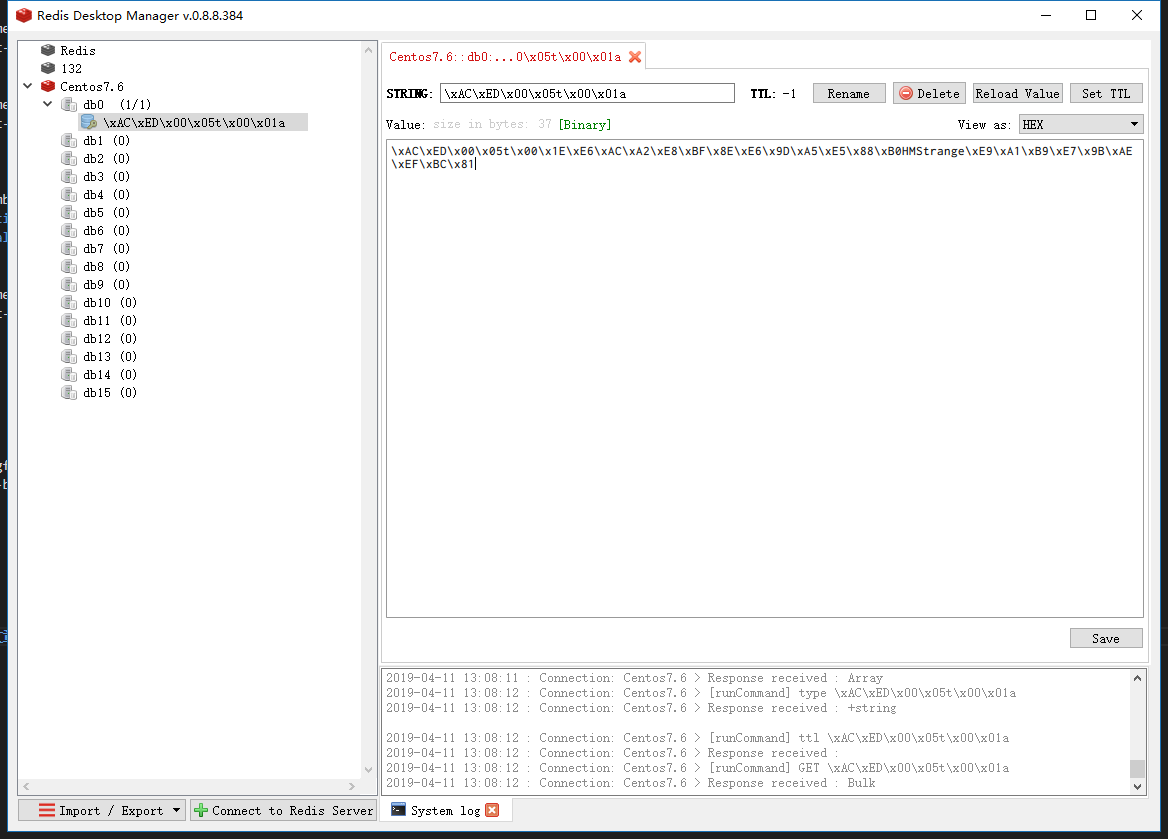 Redis Desktop Manager v.0.8.8.384
Redis
132
Centos7.6
db0 (1/1)
\xAC\xED\x00\x05t\x00\x01a
db1 (0)
db2 (0)
db3 (0)
db4 (0)
db5 (0)
db6 (0)
db7 (0)
db8 (0)
db9 (0)
db10 (0)
db11 (0)
db12 (0)
db13 (0)
db14 (0)
db15 (0)
Import / Export
Connect to Redis Server
Centos7.6::db0:...0\x05t\x00\x01a
STRING: \xAC\xED\x00\x05t\x00\x01a TTL: -1 Rename Delete Reload Value Set TTL
Value: size in bytes: 37 [Binary] View as: HEX
\xAC\xED\x00\x05t\x00\x1E\xE6\xAC\xA2\xE8\xBF\x8E\xE6\x9D\xA5\xE5\x88\xB0HMStrange\xE9\xA1\xB9\xE7\x9B\xAE
\xEF\xBC\x81
Save
2019-04-11 13:08:11 : Connection: Centos7.6 > Response received : Array
2019-04-11 13:08:12 : Connection: Centos7.6 > [runCommand] type \xAC\xED\x00\x05t\x00\x01a
2019-04-11 13:08:12 : Connection: Centos7.6 > Response received : +string
2019-04-11 13:08:12 : Connection: Centos7.6 > [runCommand] ttl \xAC\xED\x00\x05t\x00\x01a
2019-04-11 13:08:12 : Connection: Centos7.6 > Response received :
2019-04-11 13:08:12 : Connection: Centos7.6 > [runCommand] GET \xAC\xED\x00\x05t\x00\x01a
2019-04-11 13:08:12 : Connection: Centos7.6 > Response received : Bulk
System log